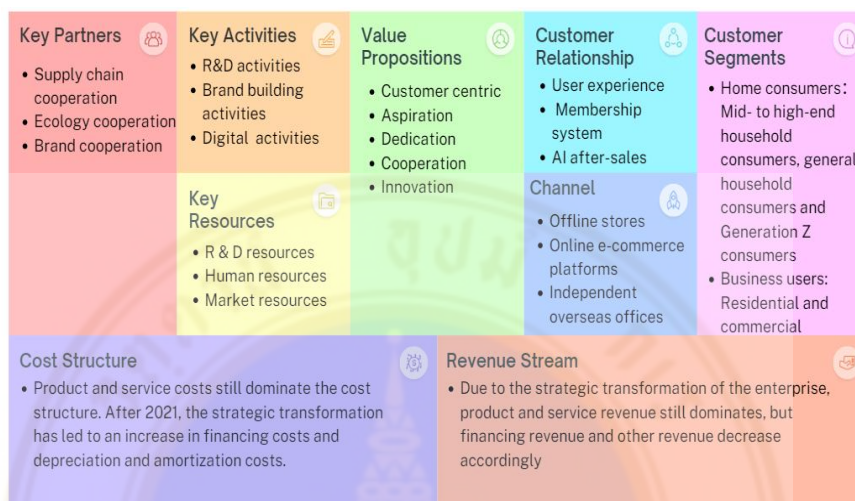 Key Partners
• Supply chain
cooperation
• Ecology cooperation
• Brand cooperation
Key Activities
• R&D activities
• Brand building
activities
• Digital activities
Key
Resources
• R & D resources
• Human resources
• Market resources
Value
Propositions
• Customer centric
• Aspiration
• Dedication
• Cooperation
• Innovation
Customer
Relationship
• User experience
• Membership
system
• AI after-sales
Channel
• Offline stores
• Online e-commerce
platforms
• Independent
overseas offices
Customer
Segments
• Home consumers：
Mid- to high-end
household
consumers, general
household
consumers and
Generation Z
consumers
• Business users:
Residential and
commercial
Cost Structure
• Product and service costs still dominate the cost
structure. After 2021, the strategic transformation
has led to an increase in financing costs and
depreciation and amortization costs.
Revenue Stream
• Due to the strategic transformation of the enterprise,
product and service revenue still dominates, but
financing revenue and other revenue decrease
accordingly